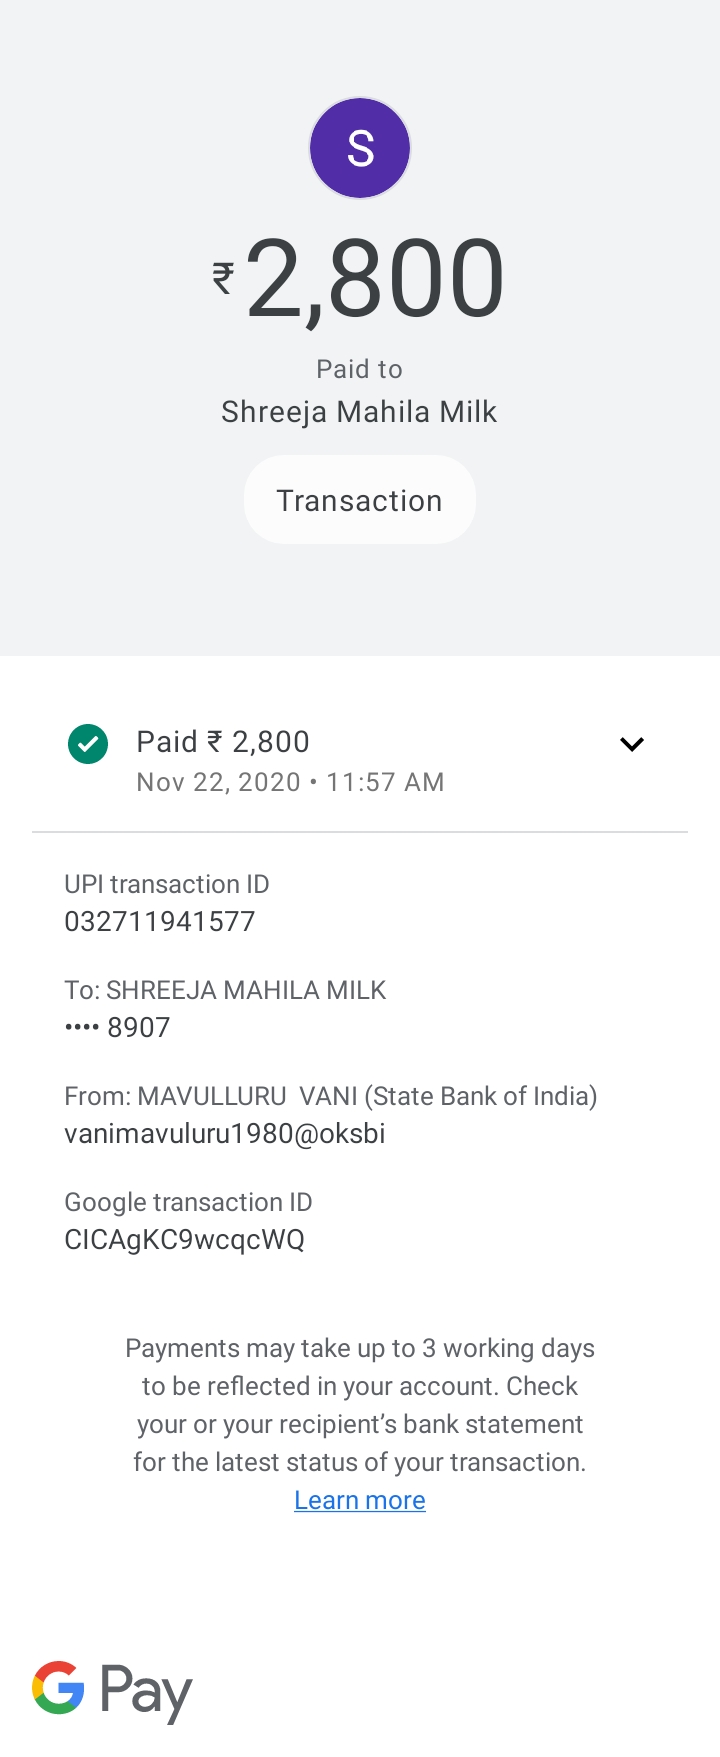 S
₹2,800
Paid to
Shreeja Mahila Milk
Transaction
Paid ₹ 2,800
Nov 22, 2020 • 11:57 AM
UPI transaction ID
032711941577
To: SHREEJA MAHILA MILK
•••• 8907
From: MAVULLURU  VANI (State Bank of India)
vanimavuluru1980@oksbi
Google transaction ID
CICAgKC9wcqcWQ
Payments may take up to 3 working days
to be reflected in your account. Check
your or your recipient’s bank statement
for the latest status of your transaction.
Learn more
G Pay